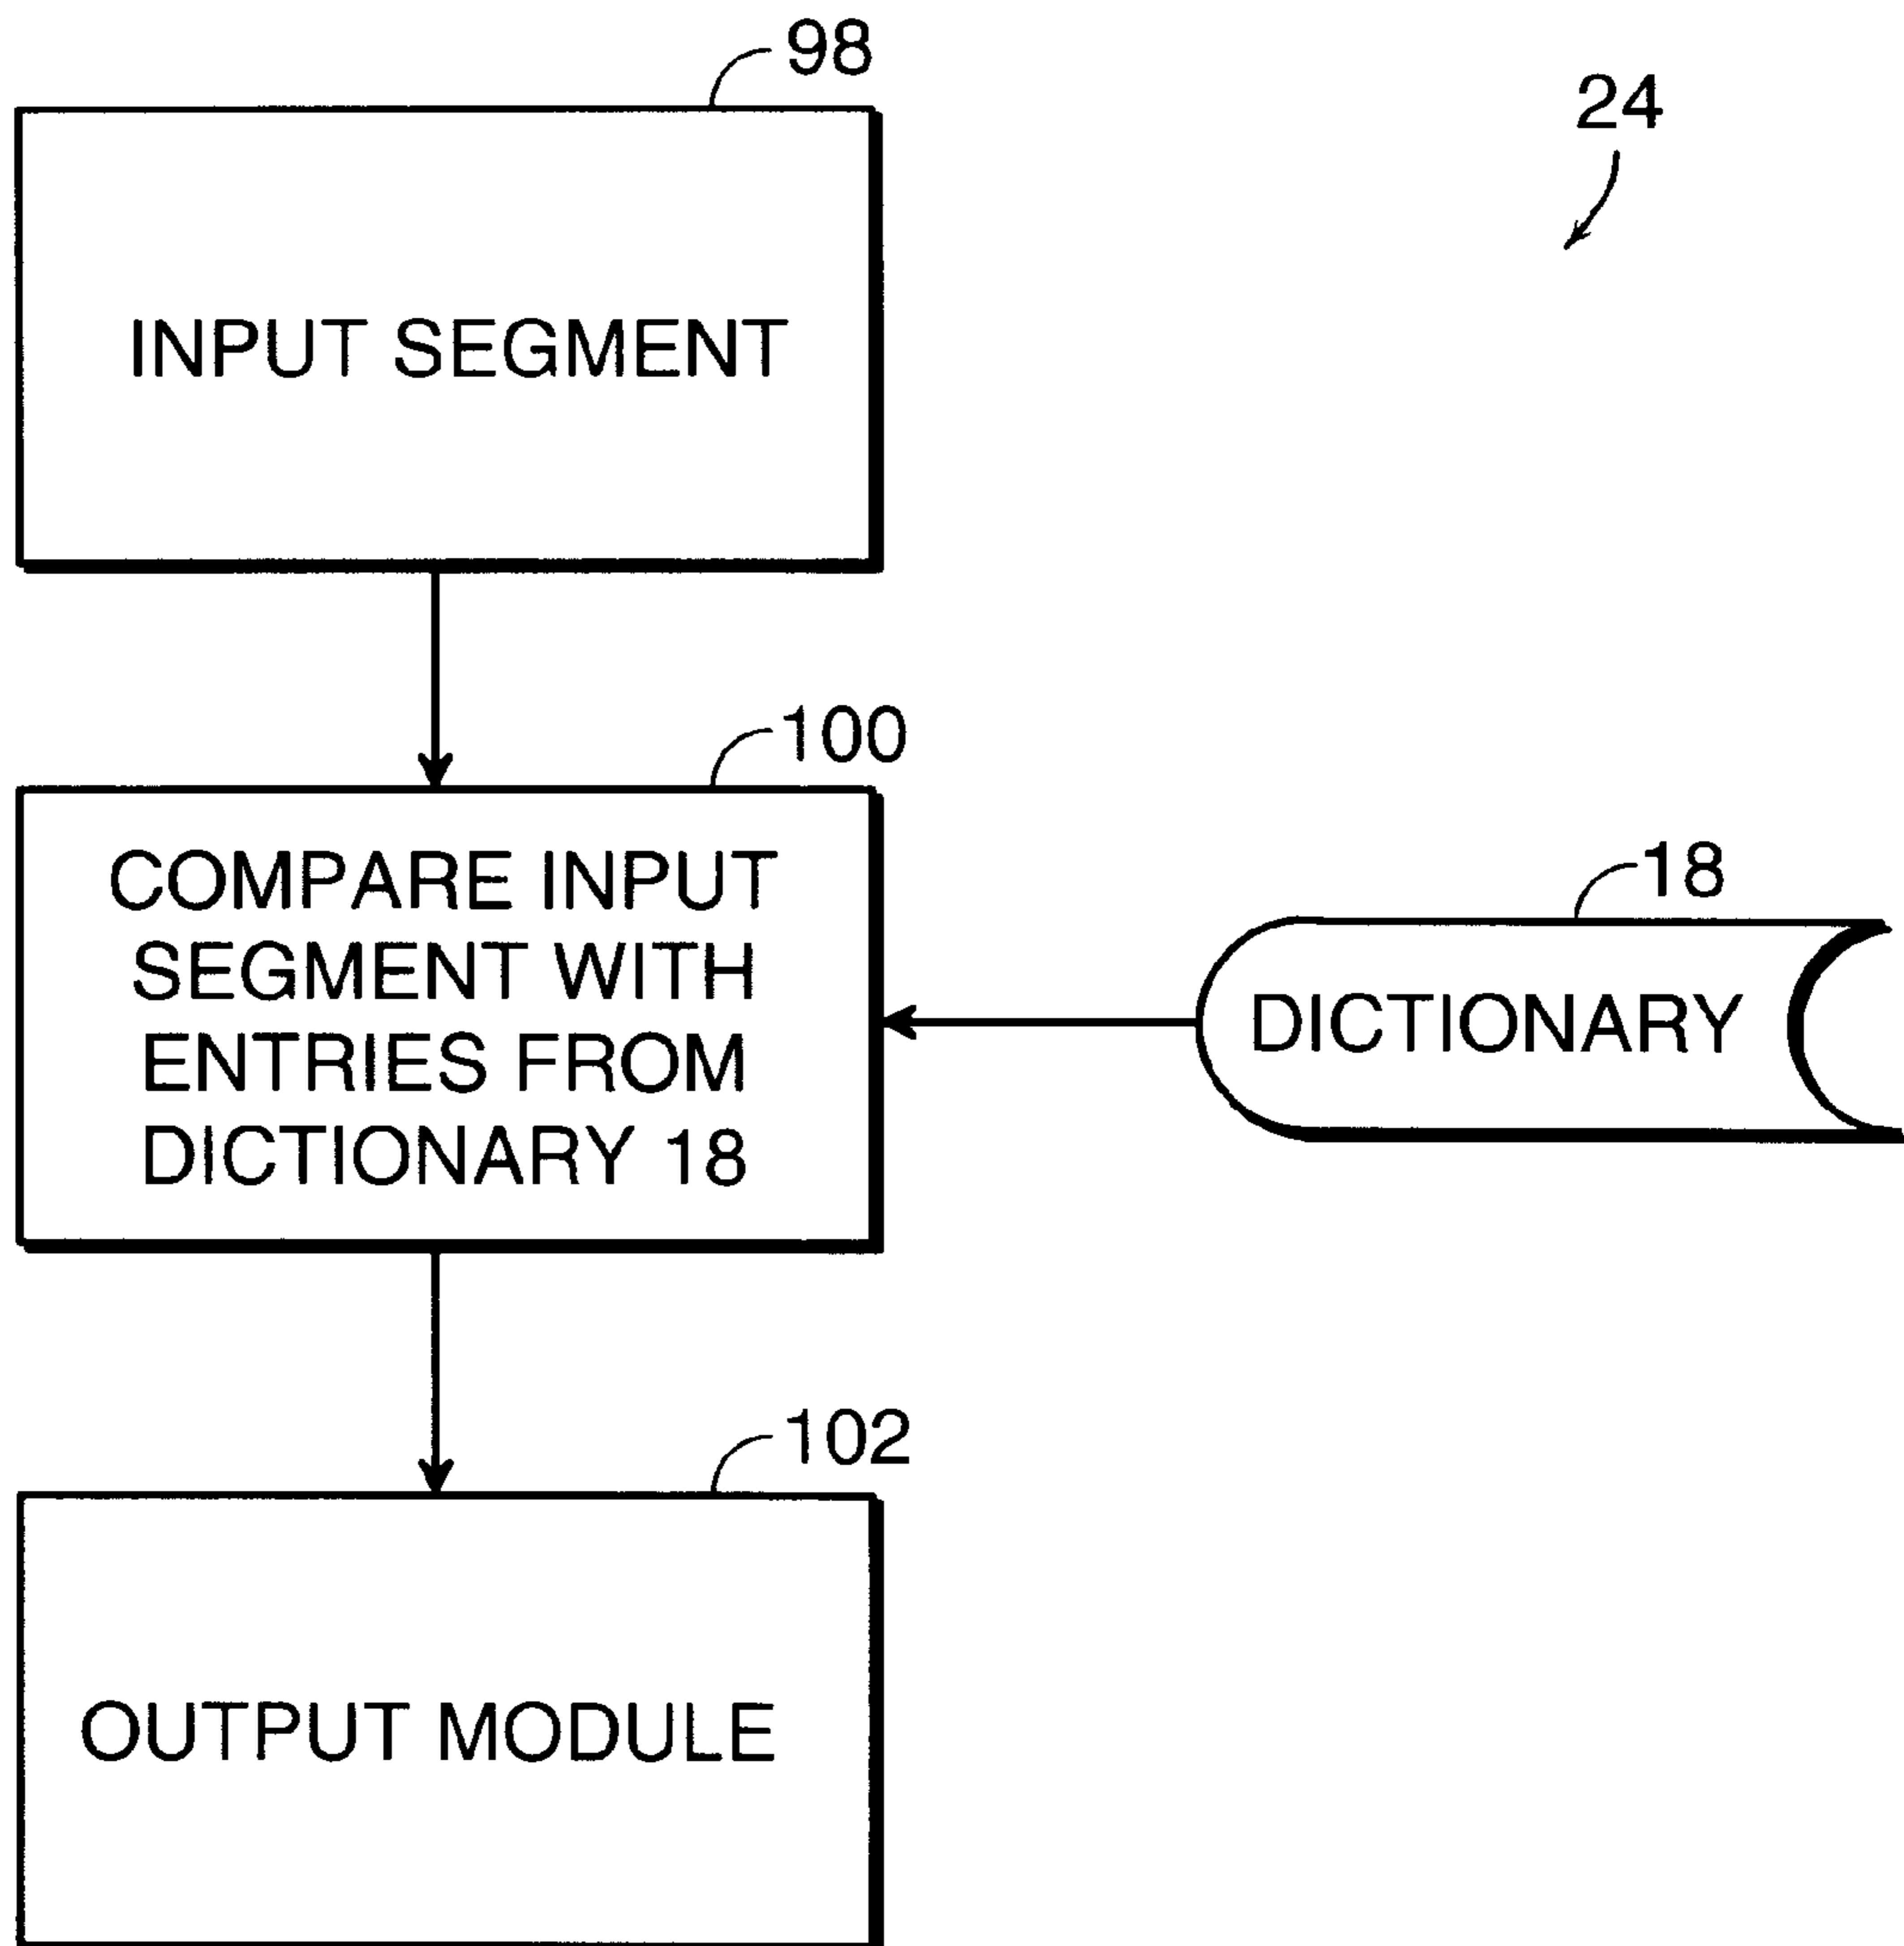 98
24
INPUT SEGMENT
100
COMPARE INPUT
SEGMENT WITH
ENTRIES FROM
DICTIONARY 18
18
DICTIONARY
102
OUTPUT MODULE